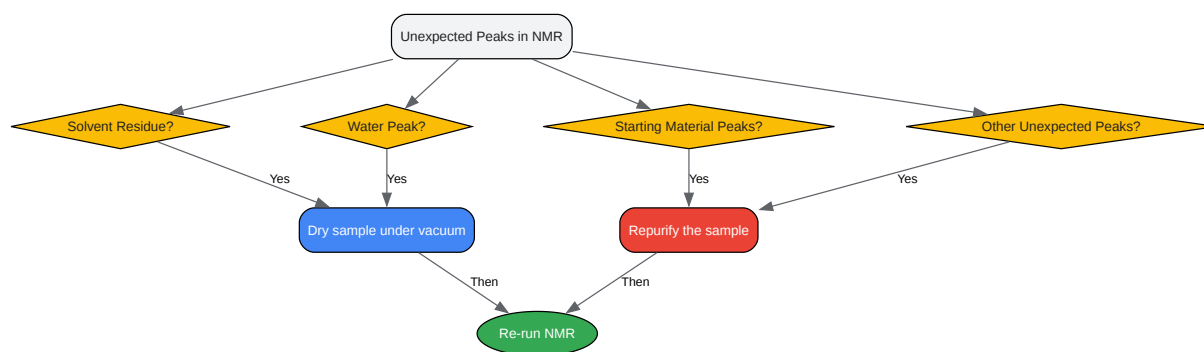 Unexpected Peaks in NMR
Solvent Residue?
Water Peak?
Starting Material Peaks?
Other Unexpected Peaks?
Yes
Yes
Yes
Yes
Dry sample under vacuum
Repurify the sample
Then
Then
Re-run NMR